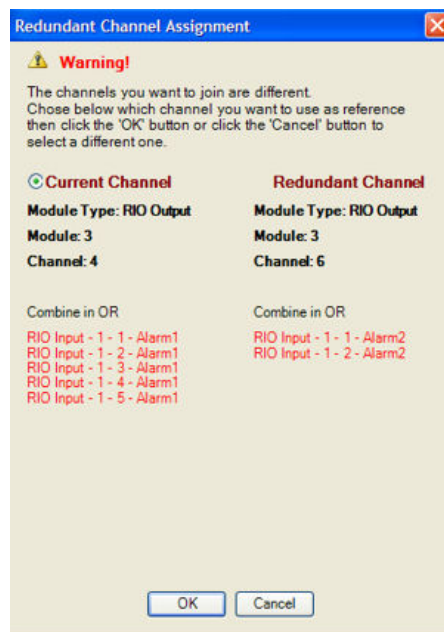 Redundant Channel Assignment
Warning!
The channels you want to join are different.
Chose below which channel you want to use as reference
then click the 'OK' button or click the 'Cancel' button to
select a different one.
Current Channel
Redundant Channel
Module Type: RIO Output
Module Type: RIO Output
Module: 3
Module: 3
Channel: 4
Channel: 6
Combine in OR
Combine in OR
RIO Input - 1 - 1 - Alarm1
RIO Input - 1 - 1 - Alarm2
RIO Input - 1 - 2 - Alarm1
RIO Input - 1 - 2 - Alarm2
RIO Input - 1 - 3 - Alarm1
RIO Input - 1 - 4 - Alarm1
RIO Input - 1 - 5 - Alarm1
OK
Cancel